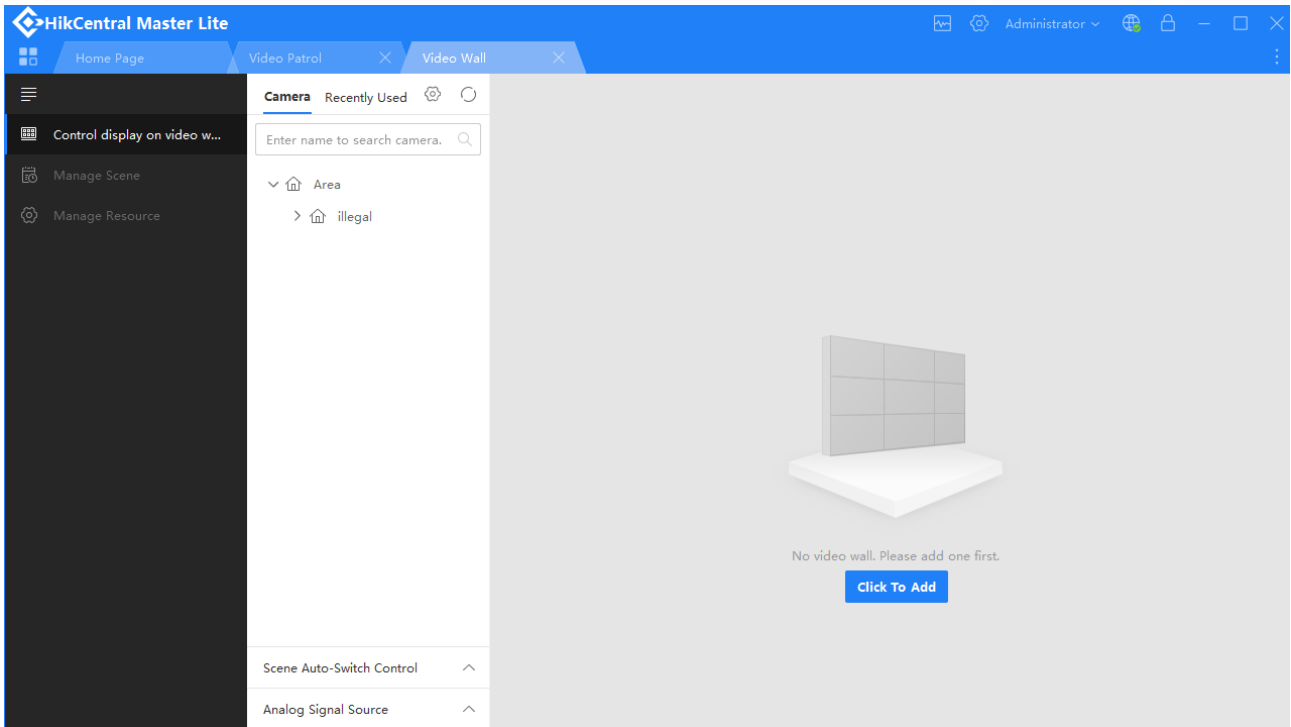 HikCentral Master Lite
Administrator
Home Page
Video Patrol
Video Wall
Control display on video w...
Manage Scene
Manage Resource
Camera Recently Used
Enter name to search camera.
Area
illegal
No video wall. Please add one first.
Click To Add
Scene Auto-Switch Control
Analog Signal Source